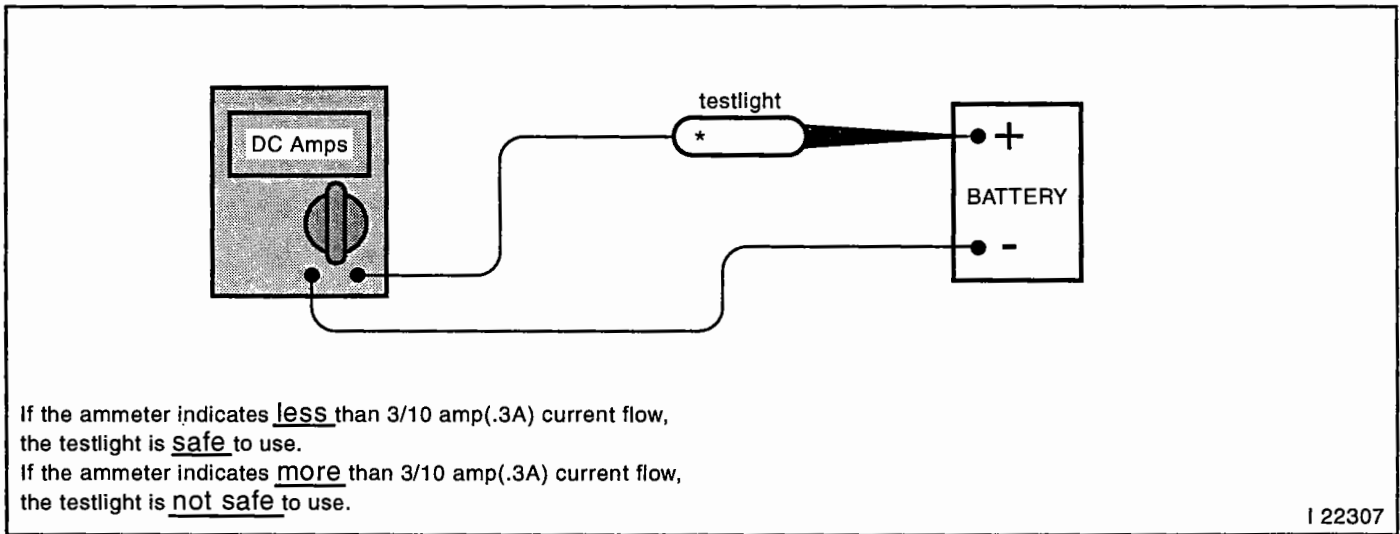 testlight
DC Amps
*
+
BATTERY
-
If the ammeter indicates less than 3/10 amp(.3A) current flow,
the testlight is safe to use.
If the ammeter indicates more than 3/10 amp(.3A) current flow,
the testlight is not safe to use.
I 22307